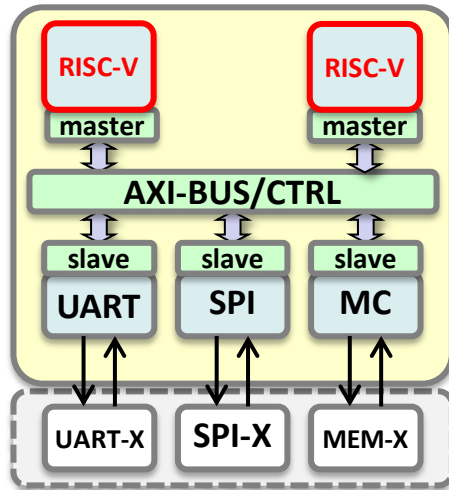 RISC-V RISC-V
master master
AXI-BUS/CTRL
slave slave slave
UART SPI MC
UART-X SPI-X MEM-X